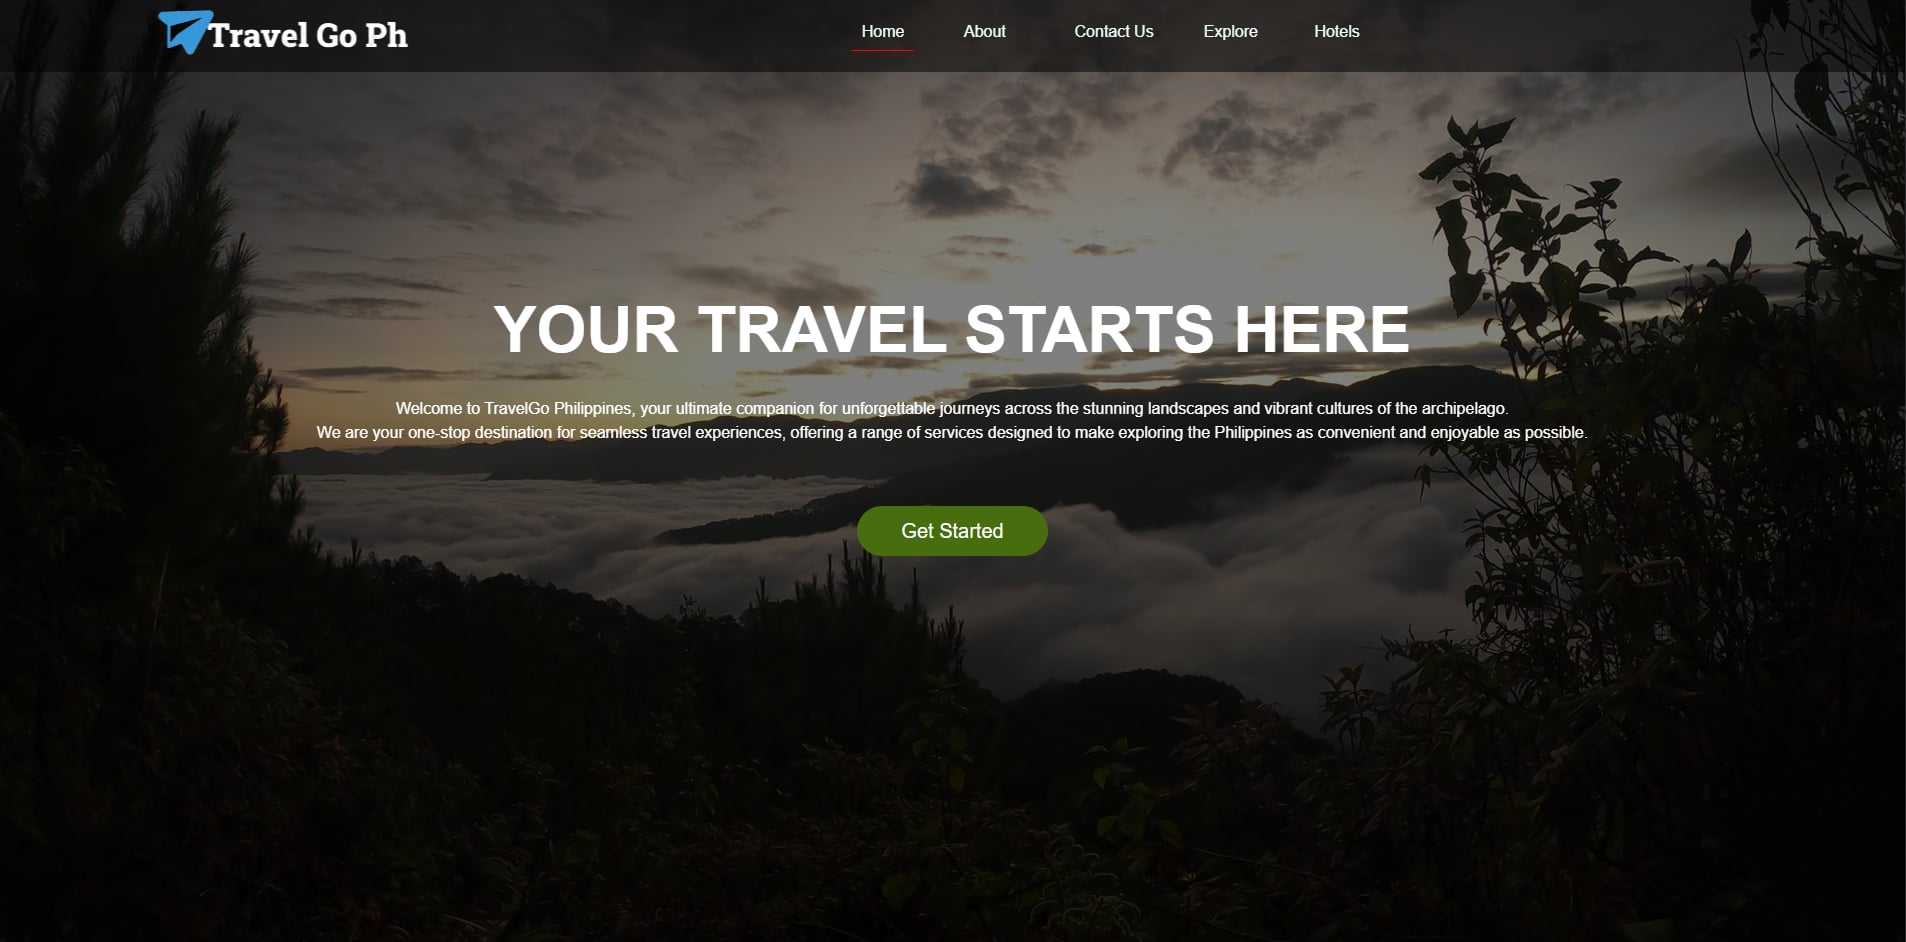 Travel Go Ph
Home About Contact Us Explore Hotels
YOUR TRAVEL STARTS HERE
Welcome to TravelGo Philippines, your ultimate companion for unforgettable journeys across the stunning landscapes and vibrant cultures of the archipelago.
We are your one-stop destination for seamless travel experiences, offering a range of services designed to make exploring the Philippines as convenient and enjoyable as possible.
Get Started